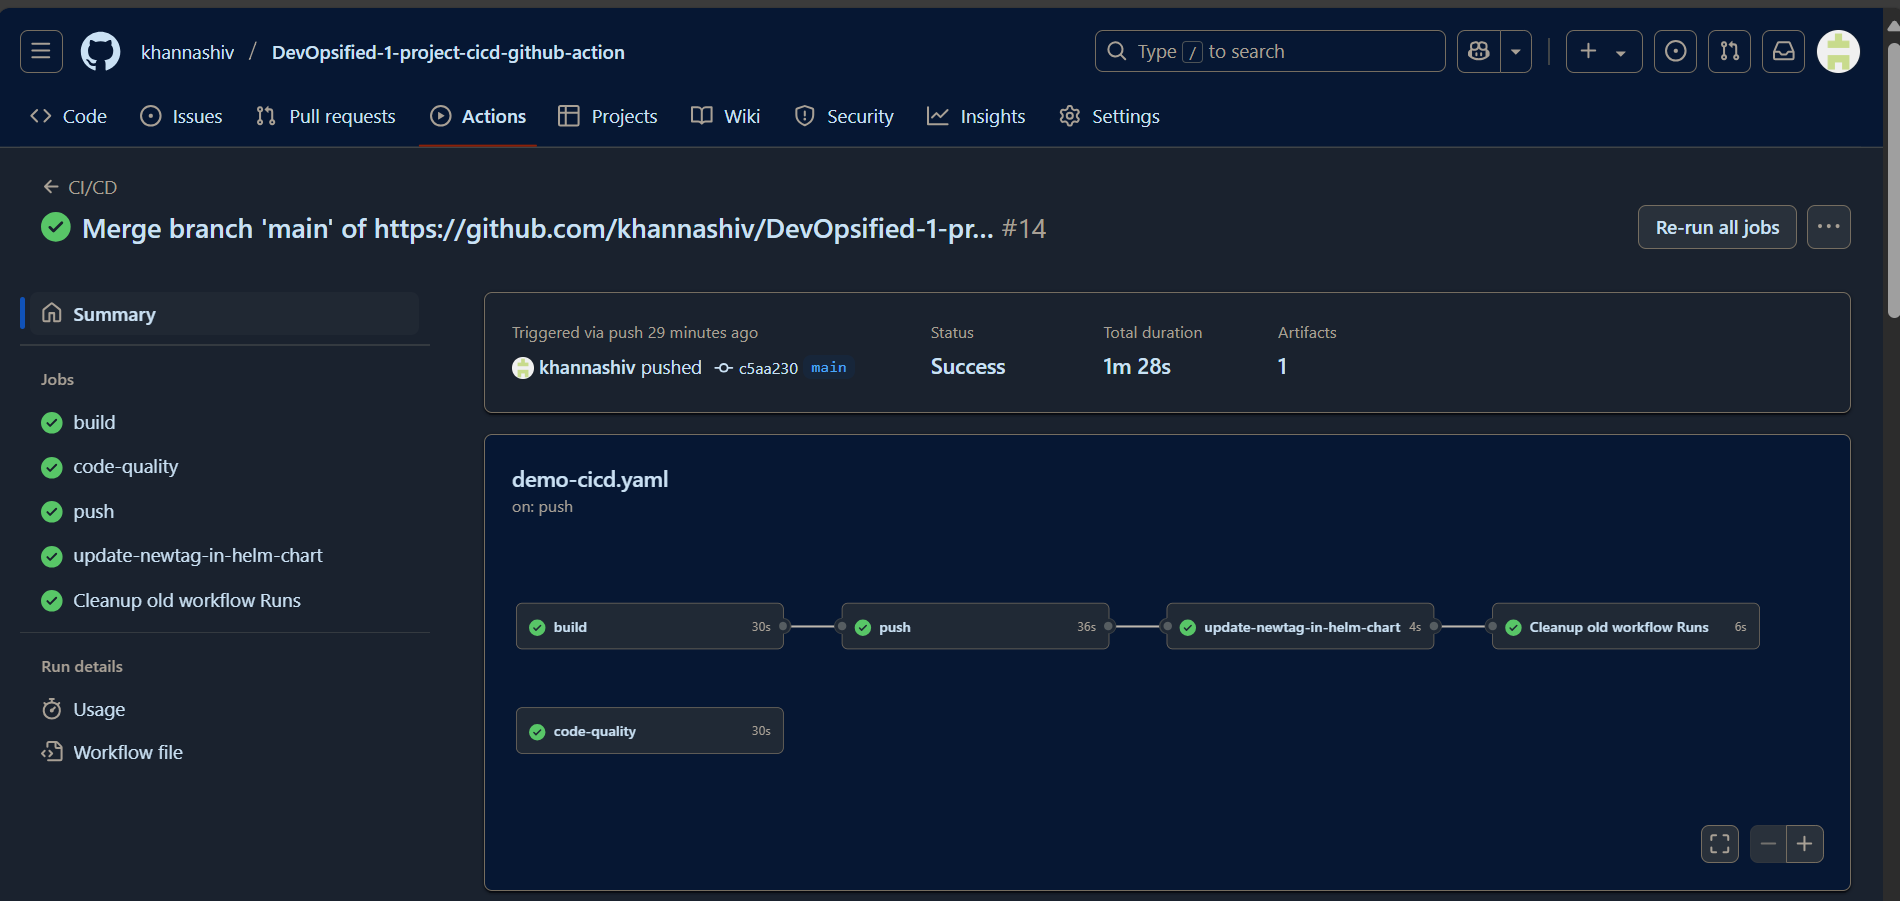 khannashiv / DevOpsified-1-project-cicd-github-action
Type / to search
Code Issues Pull requests Actions Projects Wiki Security Insights Settings
CI/CD
Merge branch 'main' of https://github.com/khannashiv/DevOpsified-1-pr... #14
Re-run all jobs
Summary
Jobs
build
code-quality
push
update-newtag-in-helm-chart
Cleanup old workflow Runs
Run details
Usage
Workflow file
Triggered via push 29 minutes ago
khannashiv pushed c5aa230 main
Status
Success
Total duration
1m 28s
Artifacts
1
demo-cicd.yaml
on: push
build 30s
push 36s
update-newtag-in-helm-chart 4s
Cleanup old workflow Runs 6s
code-quality 30s